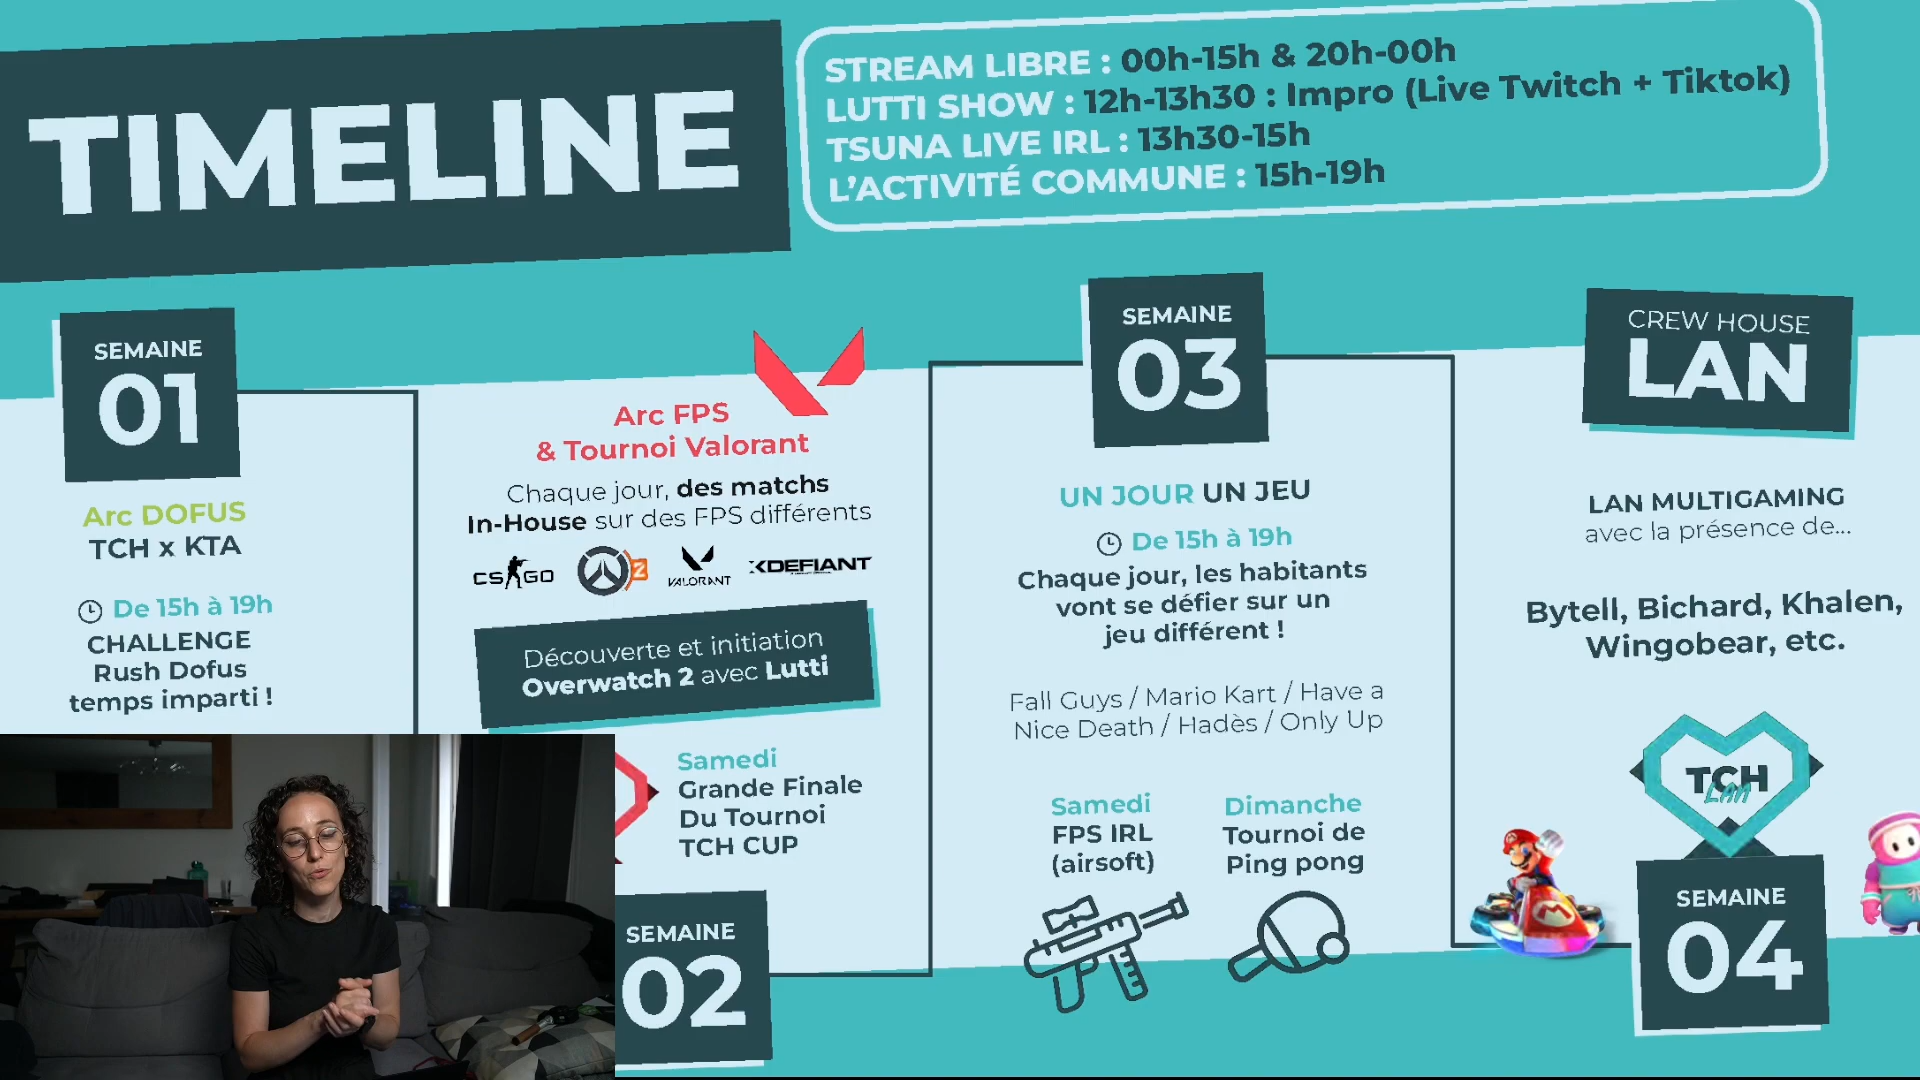 TIMELINE
STREAM LIBRE : 00h-15h & 20h-00h
LUTTI SHOW : 12h-13h30 : Impro (Live Twitch + Tiktok)
TSUNA LIVE IRL : 13h30-15h
L'ACTIVITÉ COMMUNE : 15h-19h
SEMAINE
01
Arc DOFUS
TCH x KTA
De 15h à 19h
CHALLENGE
Rush Dofus
temps imparti !
Arc FPS
& Tournoi Valorant
Chaque jour, des matchs
In-House sur des FPS différents
CS GO
2
VALORANT
XDEFIANT
Découverte et initiation
Overwatch 2 avec Lutti
Samedi
Grande Finale
Du Tournoi
TCH CUP
SEMAINE
02
SEMAINE
03
UN JOUR UN JEU
De 15h à 19h
Chaque jour, les habitants
vont se défier sur un
jeu différent !
Fall Guys / Mario Kart / Have a
Nice Death / Hadès / Only Up
Samedi
FPS IRL
(airsoft)
Dimanche
Tournoi de
Ping pong
CREW HOUSE
LAN
LAN MULTIGAMING
avec la présence de...
Bytell, Bichard, Khalen,
Wingobear, etc.
TCH
LAN
M
SEMAINE
04